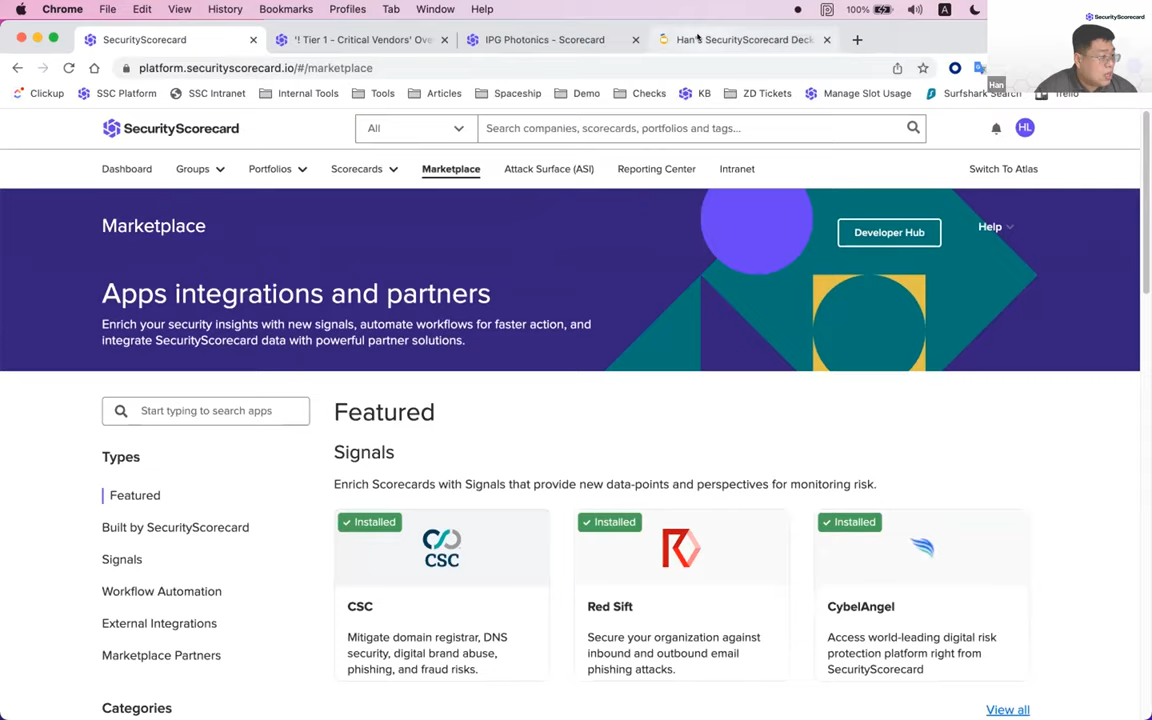 Chrome File Edit View History Bookmarks Profiles Tab Window Help 100% A
SecurityScorecard
SecurityScorecard '! Tier 1 - Critical Vendors' Ove IPG Photonics - Scorecard Han's SecurityScorecard Deck
platform.securityscorecard.io/#/marketplace
Han
Clickup SSC Platform SSC Intranet Internal Tools Tools Articles Spaceship Demo Checks KB ZD Tickets Manage Slot Usage Surfshark Search Trello
SecurityScorecard All Search companies, scorecards, portfolios and tags... HL
Dashboard Groups Portfolios Scorecards Marketplace Attack Surface (ASI) Reporting Center Intranet Switch To Atlas
Marketplace Developer Hub Help
Apps integrations and partners
Enrich your security insights with new signals, automate workflows for faster action, and
integrate SecurityScorecard data with powerful partner solutions.
Start typing to search apps
Types
Featured
Built by SecurityScorecard
Signals
Workflow Automation
External Integrations
Marketplace Partners
Categories
Featured
Signals
Enrich Scorecards with Signals that provide new data-points and perspectives for monitoring risk.
Installed
CSC
CSC
Mitigate domain registrar, DNS
security, digital brand abuse,
phishing, and fraud risks.
Installed
Red Sift
Secure your organization against
inbound and outbound email
phishing attacks.
Installed
CybelAngel
Access world-leading digital risk
protection platform right from
SecurityScorecard
View all